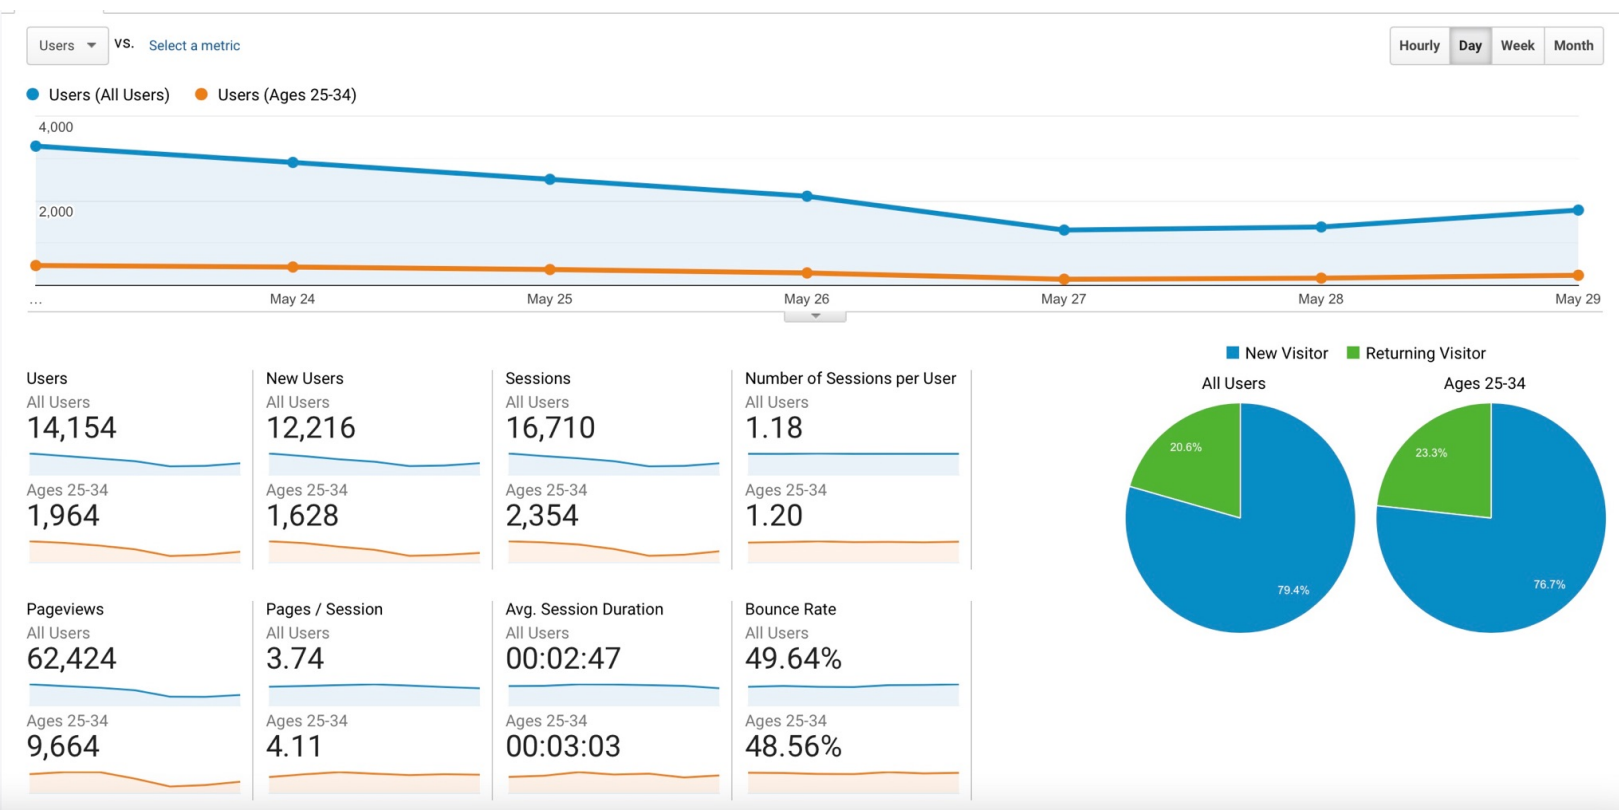 Users vs. Select a metric
Hourly Day Week Month
Users (All Users) Users (Ages 25-34)
4,000
2,000
... May 24 May 25 May 26 May 27 May 28 May 29
Users
All Users
14,154
Ages 25-34
1,964
New Users
All Users
12,216
Ages 25-34
1,628
Sessions
All Users
16,710
Ages 25-34
2,354
Number of Sessions per User
All Users
1.18
Ages 25-34
1.20
Pageviews
All Users
62,424
Ages 25-34
9,664
Pages / Session
All Users
3.74
Ages 25-34
4.11
Avg. Session Duration
All Users
00:02:47
Ages 25-34
00:03:03
Bounce Rate
All Users
49.64%
Ages 25-34
48.56%
New Visitor Returning Visitor
All Users
20.6%
79.4%
Ages 25-34
23.3%
76.7%